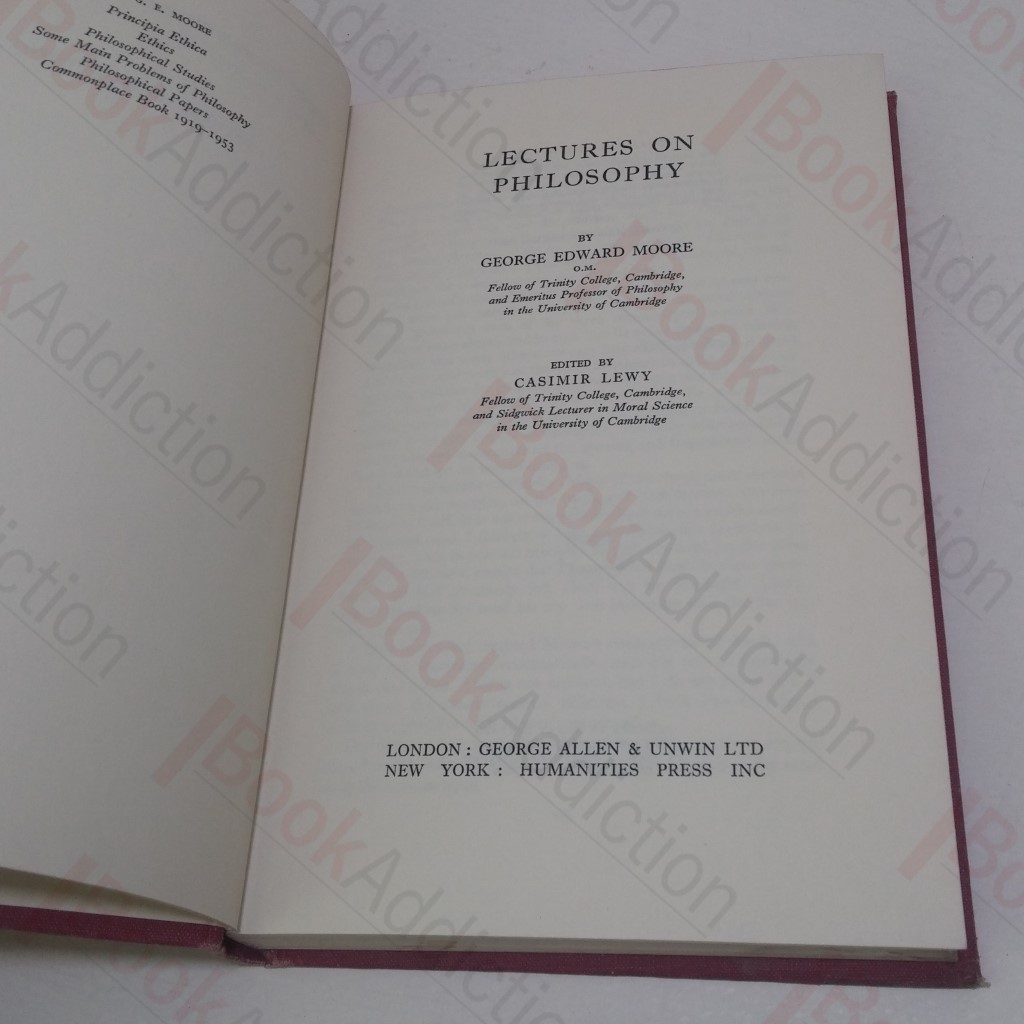 G. E. MOORE
Principia Ethica
Ethics
Philosophical Studies
Some Main Problems of Philosophy
Philosophical Papers
Commonplace Book 1919–1953
LECTURES ON
PHILOSOPHY
BY
GEORGE EDWARD MOORE
O.M.
Fellow of Trinity College, Cambridge,
and Emeritus Professor of Philosophy
in the University of Cambridge
EDITED BY
CASIMIR LEWY
Fellow of Trinity College, Cambridge,
and Sidgwick Lecturer in Moral Science
in the University of Cambridge
LONDON : GEORGE ALLEN & UNWIN LTD
NEW YORK : HUMANITIES PRESS INC
BookAddiction